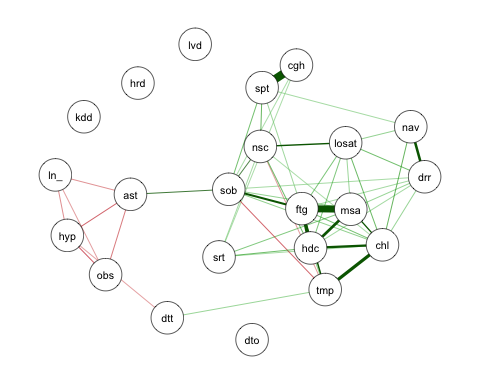 lvd
cgh
hrd
spt
kdd
nav
nsc
losat
ln_
drr
ast
sob
ftg
msa
hyp
srt
hdc
chl
obs
tmp
dtt
dto